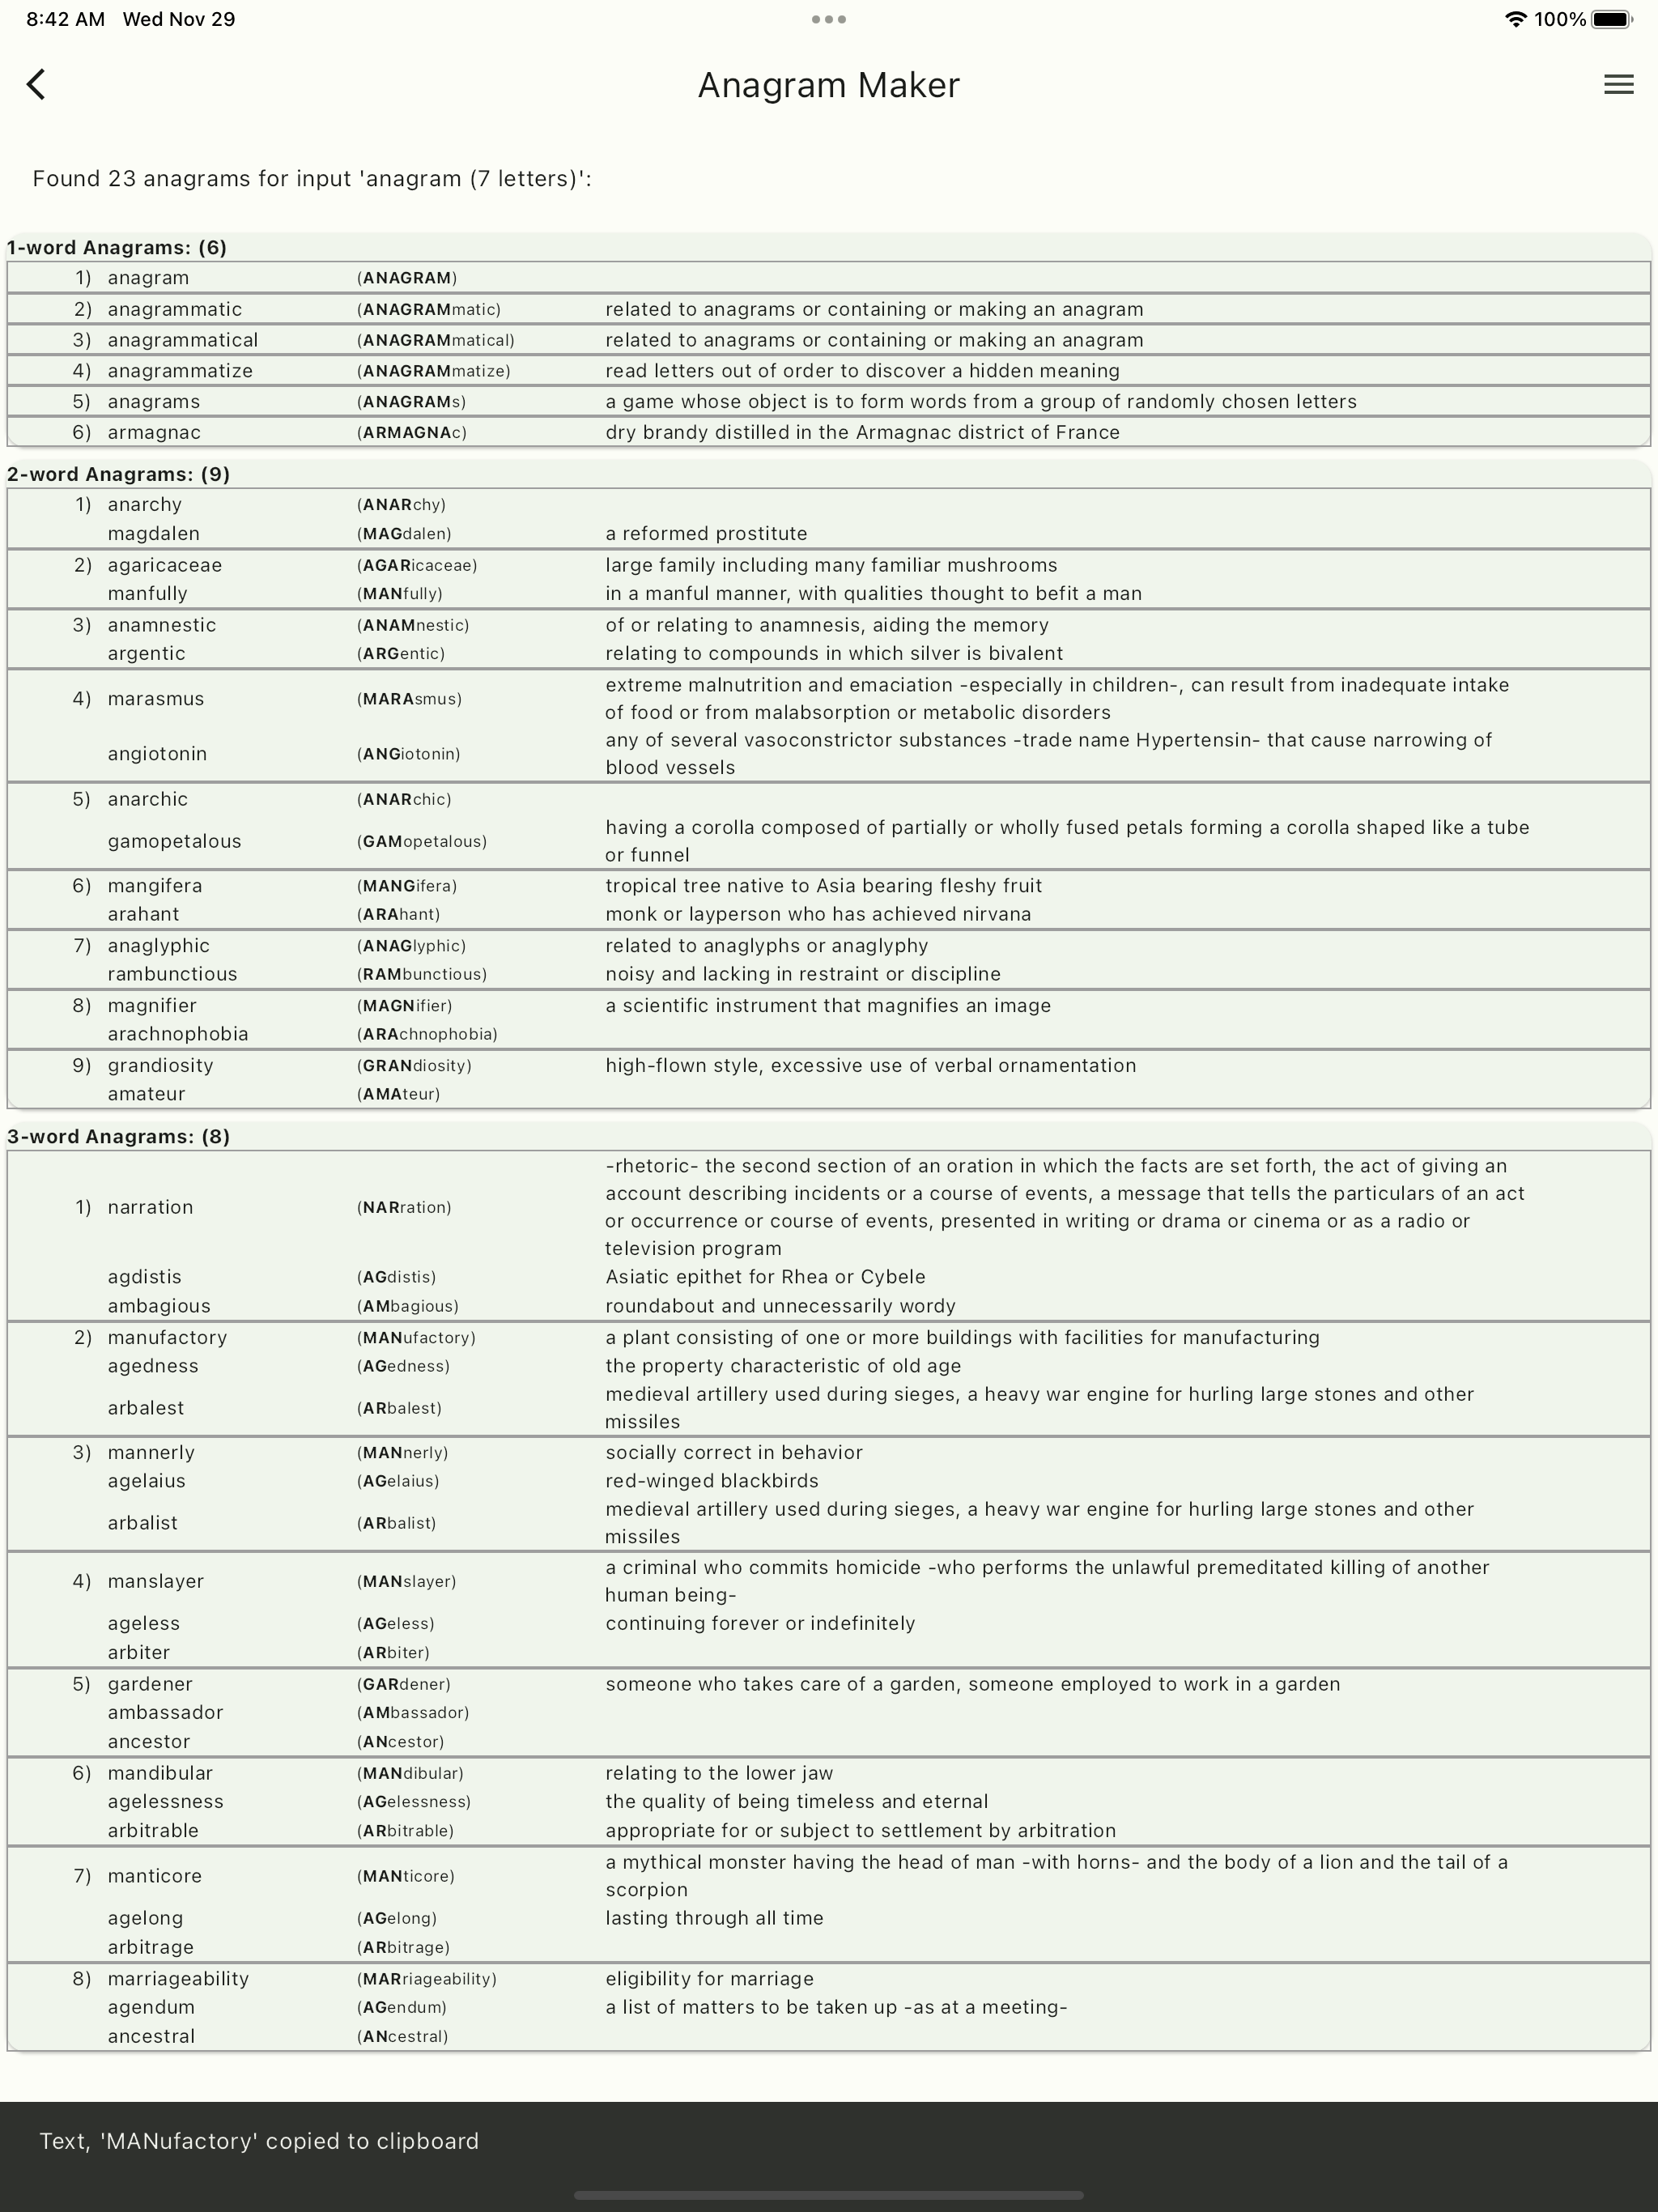 8:42 AM Wed Nov 29
100%
Anagram Maker
Found 23 anagrams for input 'anagram (7 letters)':
1-word Anagrams: (6)
1) anagram (ANAGRAM)
2) anagrammatic (ANAGRAMmatic) related to anagrams or containing or making an anagram
3) anagrammatical (ANAGRAMmatical) related to anagrams or containing or making an anagram
4) anagrammatize (ANAGRAMmatize) read letters out of order to discover a hidden meaning
5) anagrams (ANAGRAMs) a game whose object is to form words from a group of randomly chosen letters
6) armagnac (ARMAGNAc) dry brandy distilled in the Armagnac district of France
2-word Anagrams: (9)
1) anarchy (ANARchy)
magdalen (MAGdalen) a reformed prostitute
2) agaricaceae (AGARicaceae) large family including many familiar mushrooms
manfully (MANfully) in a manful manner, with qualities thought to befit a man
3) anamnestic (ANAMnestic) of or relating to anamnesis, aiding the memory
argentic (ARGentic) relating to compounds in which silver is bivalent
4) marasmus (MARAsmus) extreme malnutrition and emaciation -especially in children-, can result from inadequate intake
of food or from malabsorption or metabolic disorders
angiotonin (ANGiotonin) any of several vasoconstrictor substances -trade name Hypertensin- that cause narrowing of
blood vessels
5) anarchic (ANARchic)
gamopetalous (GAMopetalous) having a corolla composed of partially or wholly fused petals forming a corolla shaped like a tube
or funnel
6) mangifera (MANGifera) tropical tree native to Asia bearing fleshy fruit
arahant (ARAhant) monk or layperson who has achieved nirvana
7) anaglyphic (ANAGlyphic) related to anaglyphs or anaglyphy
rambunctious (RAMbunctious) noisy and lacking in restraint or discipline
8) magnifier (MAGNifier) a scientific instrument that magnifies an image
arachnophobia (ARAchnophobia)
9) grandiosity (GRANdiosity) high-flown style, excessive use of verbal ornamentation
amateur (AMAteur)
3-word Anagrams: (8)
1) narration (NARration) -rhetoric- the second section of an oration in which the facts are set forth, the act of giving an
account describing incidents or a course of events, a message that tells the particulars of an act
or occurrence or course of events, presented in writing or drama or cinema or as a radio or
television program
agdistis (AGdistis) Asiatic epithet for Rhea or Cybele
ambagious (AMbagious) roundabout and unnecessarily wordy
2) manufactory (MANufactory) a plant consisting of one or more buildings with facilities for manufacturing
agedness (AGedness) the property characteristic of old age
arbalest (ARbalest) medieval artillery used during sieges, a heavy war engine for hurling large stones and other
missiles
3) mannerly (MANnerly) socially correct in behavior
agelaius (AGelaius) red-winged blackbirds
arbalist (ARbalist) medieval artillery used during sieges, a heavy war engine for hurling large stones and other
missiles
4) manslayer (MANslayer) a criminal who commits homicide -who performs the unlawful premeditated killing of another
human being-
ageless (AGeless) continuing forever or indefinitely
arbiter (ARbiter)
5) gardener (GARdener) someone who takes care of a garden, someone employed to work in a garden
ambassador (AMbassador)
ancestor (ANcestor)
6) mandibular (MANdibular) relating to the lower jaw
agelessness (AGelessness) the quality of being timeless and eternal
arbitrable (ARbitrable) appropriate for or subject to settlement by arbitration
7) manticore (MANticore) a mythical monster having the head of man -with horns- and the body of a lion and the tail of a
scorpion
agelong (AGelong) lasting through all time
arbitrage (ARbitrage)
8) marriageability (MARriageability) eligibility for marriage
agendum (AGendum) a list of matters to be taken up -as at a meeting-
ancestral (ANcestral)
Text, 'MANufactory' copied to clipboard